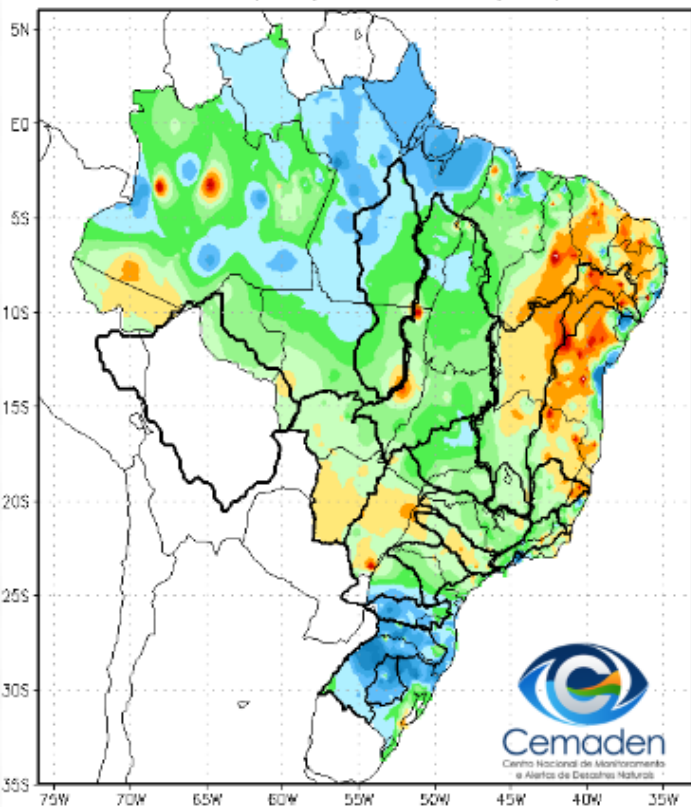 5N
EQ
5S
10S
15S
20S
25S
30S
35S
75W 70W 65W 60W 55W 50W 45W 40W 35W
Cemaden
Centro Nacional de Monitoramento
e Alertas de Desastres Naturais